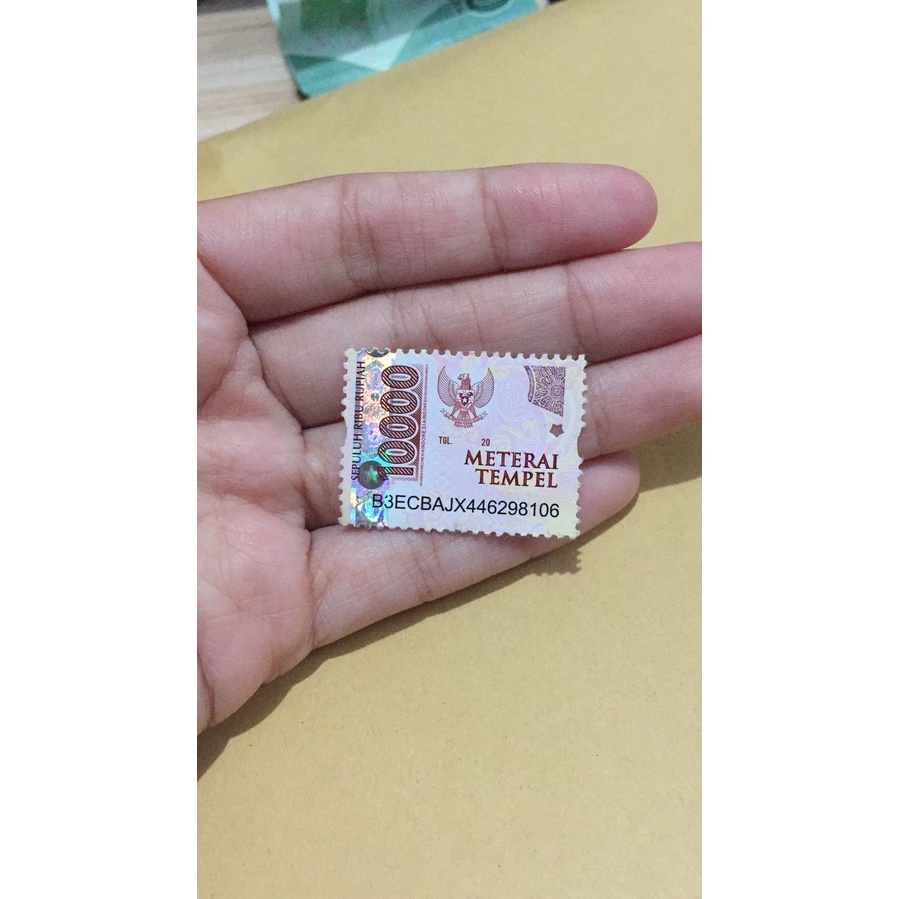 SEPULUH RIBU RUPIAH
10000
TGL. 20
METERAI
TEMPEL
B3ECBAJX446298106